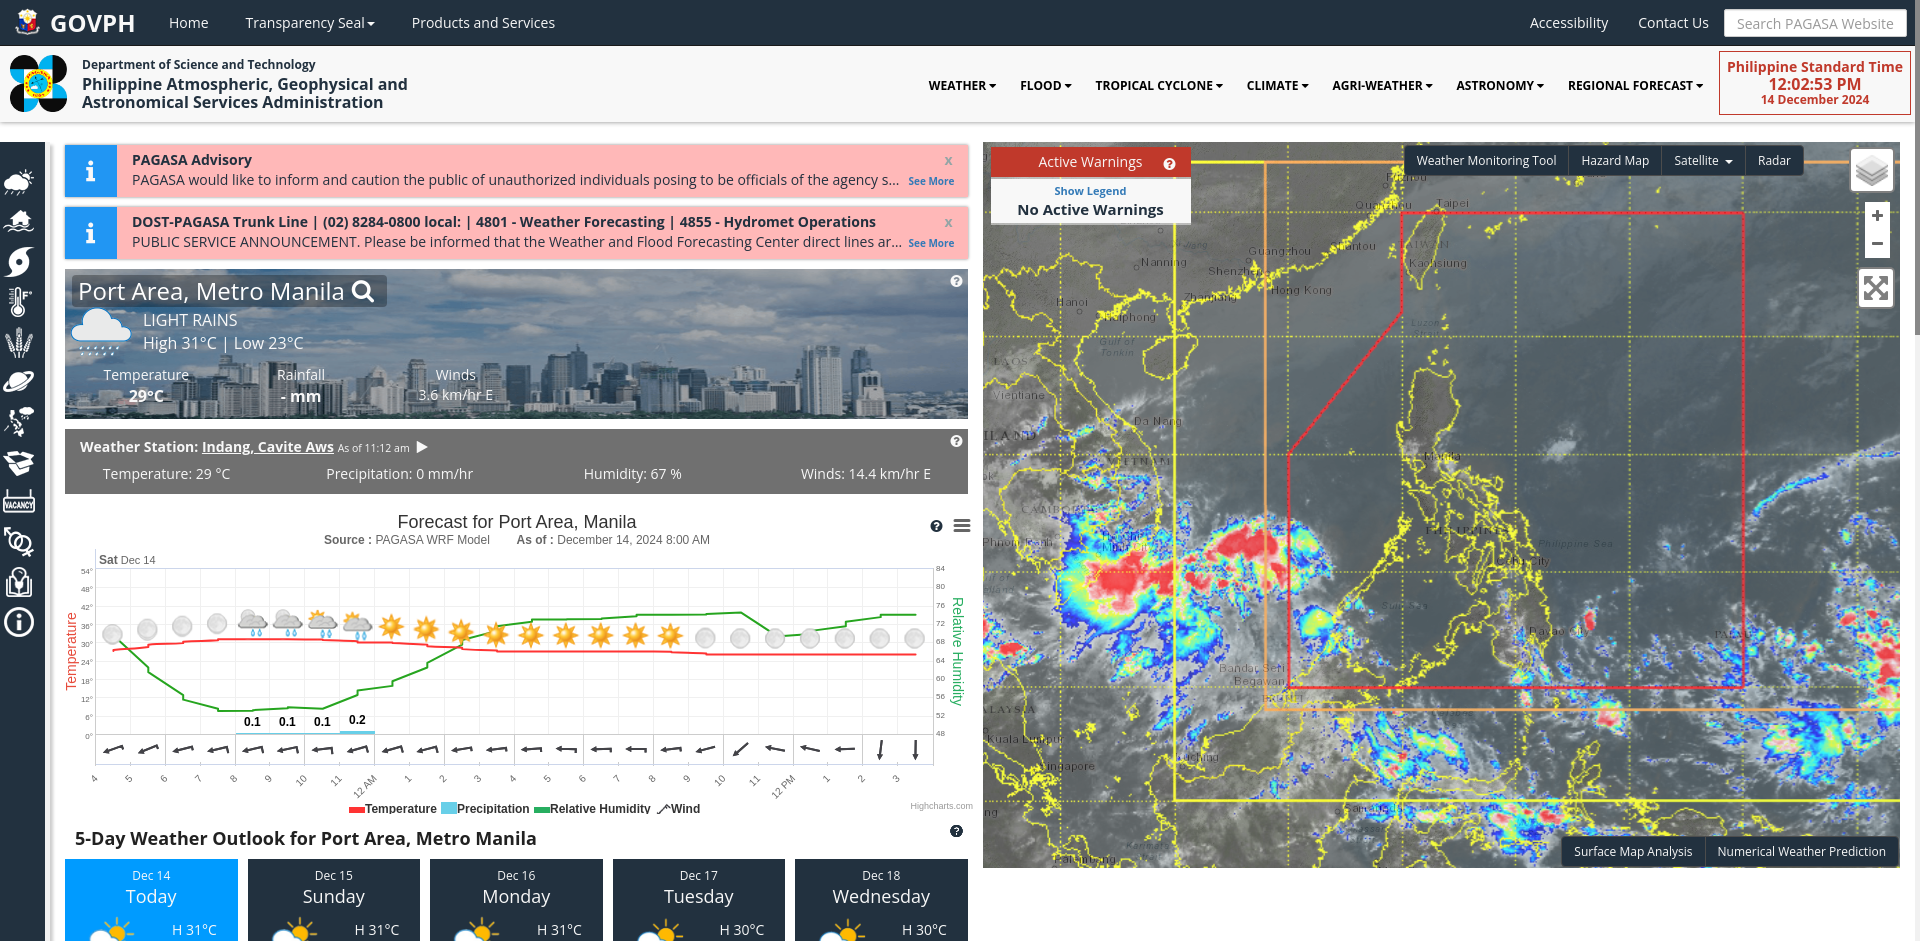 GOVPH
Home
Transparency Seal
Products and Services
Accessibility
Contact Us
Search PAGASA Website
Department of Science and Technology
Philippine Atmospheric, Geophysical and
Astronomical Services Administration
WEATHER
FLOOD
TROPICAL CYCLONE
CLIMATE
AGRI-WEATHER
ASTRONOMY
REGIONAL FORECAST
Philippine Standard Time
12:02:53 PM
14 December 2024
VACANCY
PAGASA Advisory
x
PAGASA would like to inform and caution the public of unauthorized individuals posing to be officials of the agency s... See More
DOST-PAGASA Trunk Line | (02) 8284-0800 local: | 4801 - Weather Forecasting | 4855 - Hydromet Operations
x
PUBLIC SERVICE ANNOUNCEMENT. Please be informed that the Weather and Flood Forecasting Center direct lines ar... See More
Port Area, Metro Manila
LIGHT RAINS
High 31°C | Low 23°C
Temperature
29°C
Rainfall
- mm
Winds
3.6 km/hr E
Weather Station: Indang, Cavite Aws As of 11:12 am
Temperature: 29 °C
Precipitation: 0 mm/hr
Humidity: 67 %
Winds: 14.4 km/hr E
Forecast for Port Area, Manila
Source : PAGASA WRF Model As of : December 14, 2024 8:00 AM
Sat Dec 14
54°
48°
42°
36°
30°
24°
18°
12°
6°
0°
Temperature
84
80
76
72
68
64
60
56
52
48
Relative Humidity
0.1 0.1 0.1 0.2
4 5 6 7 8 9 10 11 12 AM 1 2 3 4 5 6 7 8 9 10 11 12 PM 1 2 3
Temperature Precipitation Relative Humidity Wind
Highcharts.com
5-Day Weather Outlook for Port Area, Metro Manila
Dec 14
Today
H 31°C
Dec 15
Sunday
H 31°C
Dec 16
Monday
H 31°C
Dec 17
Tuesday
H 30°C
Dec 18
Wednesday
H 30°C
Active Warnings
Show Legend
No Active Warnings
Weather Monitoring Tool
Hazard Map
Satellite
Radar
+
−
Taipei
Guangzhou
Nanning
Shenzhen
Kaohsiung
Hong Kong
Hanoi
Haiphong
Luzon
Gulf of
Tonkin
LAOS
Vientiane
Da Nang
Manila
Philippine Sea
Davao City
Bandar Seri
Begawan
Kuala Lumpur
Singapore
Kuching
Surface Map Analysis
Numerical Weather Prediction